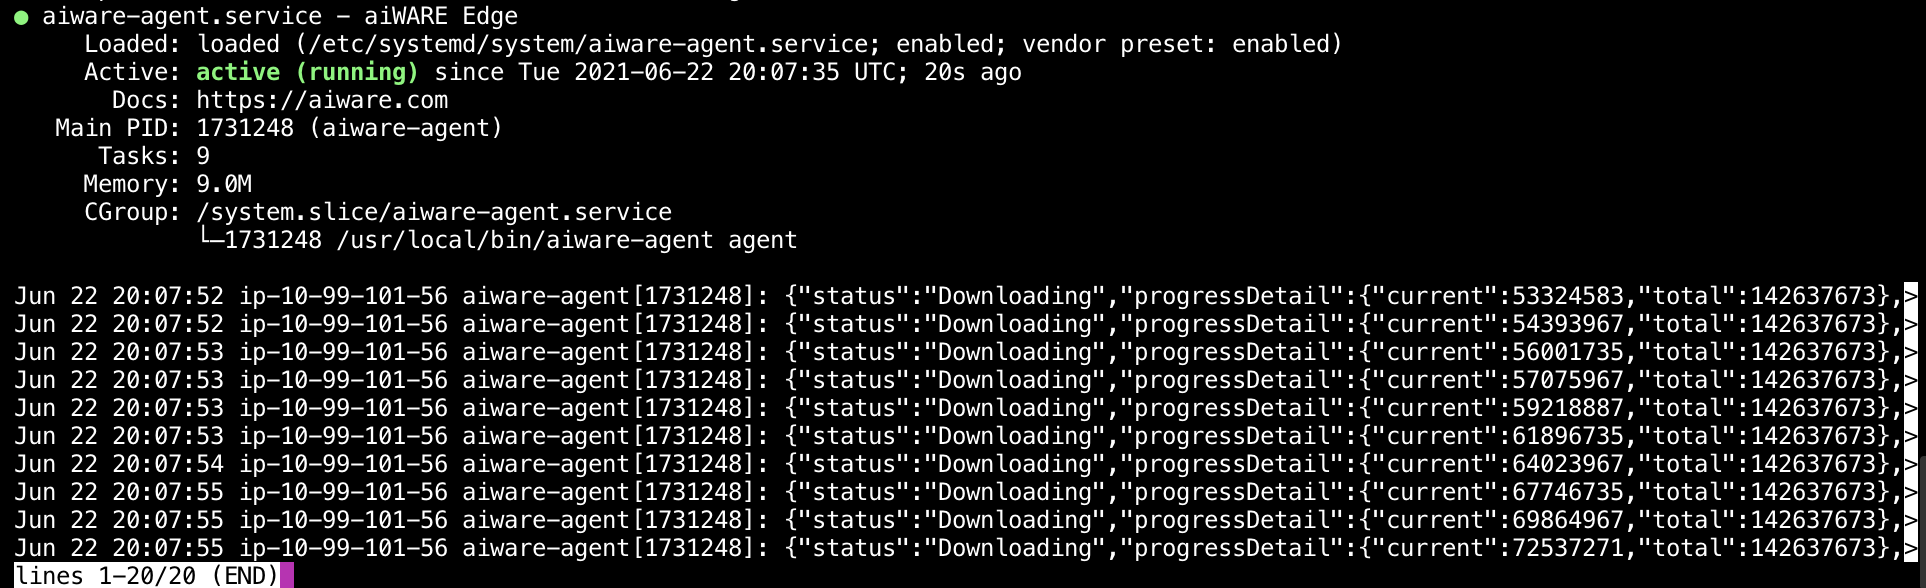 ● aiware-agent.service - aiWARE Edge
Loaded: loaded (/etc/systemd/system/aiware-agent.service; enabled; vendor preset: enabled)
Active: active (running) since Tue 2021-06-22 20:07:35 UTC; 20s ago
Docs: https://aiware.com
Main PID: 1731248 (aiware-agent)
Tasks: 9
Memory: 9.0M
CGroup: /system.slice/aiware-agent.service
└─1731248 /usr/local/bin/aiware-agent agent
Jun 22 20:07:52 ip-10-99-101-56 aiware-agent[1731248]: {"status":"Downloading","progressDetail":{"current":53324583,"total":142637673},>
Jun 22 20:07:52 ip-10-99-101-56 aiware-agent[1731248]: {"status":"Downloading","progressDetail":{"current":54393967,"total":142637673},>
Jun 22 20:07:53 ip-10-99-101-56 aiware-agent[1731248]: {"status":"Downloading","progressDetail":{"current":56001735,"total":142637673},>
Jun 22 20:07:53 ip-10-99-101-56 aiware-agent[1731248]: {"status":"Downloading","progressDetail":{"current":57075967,"total":142637673},>
Jun 22 20:07:53 ip-10-99-101-56 aiware-agent[1731248]: {"status":"Downloading","progressDetail":{"current":59218887,"total":142637673},>
Jun 22 20:07:53 ip-10-99-101-56 aiware-agent[1731248]: {"status":"Downloading","progressDetail":{"current":61896735,"total":142637673},>
Jun 22 20:07:54 ip-10-99-101-56 aiware-agent[1731248]: {"status":"Downloading","progressDetail":{"current":64023967,"total":142637673},>
Jun 22 20:07:55 ip-10-99-101-56 aiware-agent[1731248]: {"status":"Downloading","progressDetail":{"current":67746735,"total":142637673},>
Jun 22 20:07:55 ip-10-99-101-56 aiware-agent[1731248]: {"status":"Downloading","progressDetail":{"current":69864967,"total":142637673},>
Jun 22 20:07:55 ip-10-99-101-56 aiware-agent[1731248]: {"status":"Downloading","progressDetail":{"current":72537271,"total":142637673},>
lines 1-20/20 (END)